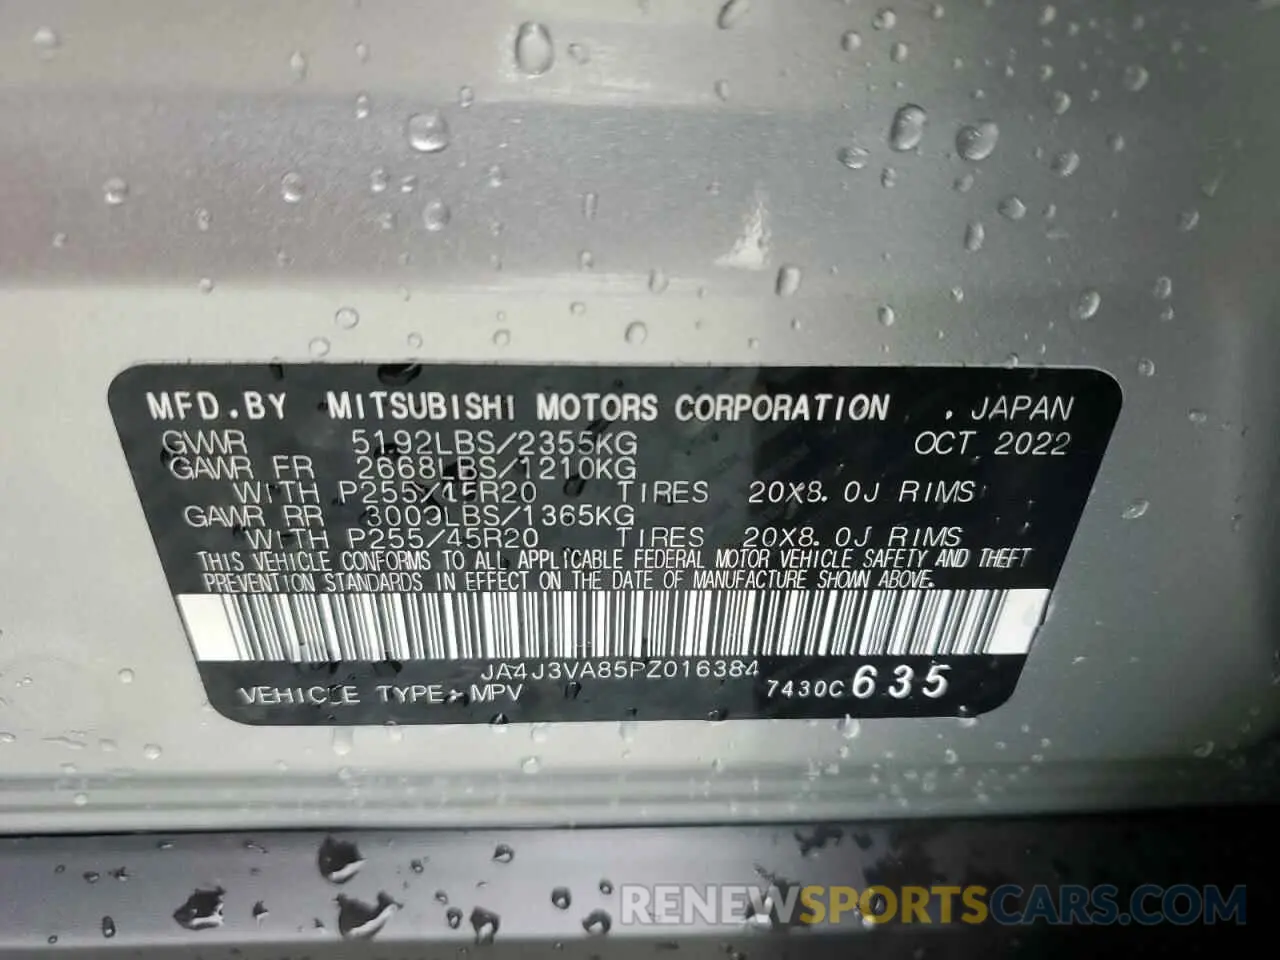 MFD.BY MITSUBISHI MOTORS CORPORATION , JAPAN
GVWR 5192LBS/2355KG OCT 2022
GAWR FR 2668LBS/1210KG
WITH P255/45R20 TIRES 20X8.0J RIMS
GAWR RR 3009LBS/1365KG
WITH P255/45R20 TIRES 20X8.0J RIMS
THIS VEHICLE CONFORMS TO ALL APPLICABLE FEDERAL MOTOR VEHICLE SAFETY AND THEFT
PREVENTION STANDARDS IN EFFECT ON THE DATE OF MANUFACTURE SHOWN ABOVE.
JA4J3VA85PZ016384
VEHICLE TYPE: MPV 7430C 635
RENEWSPORTSCARS.COM